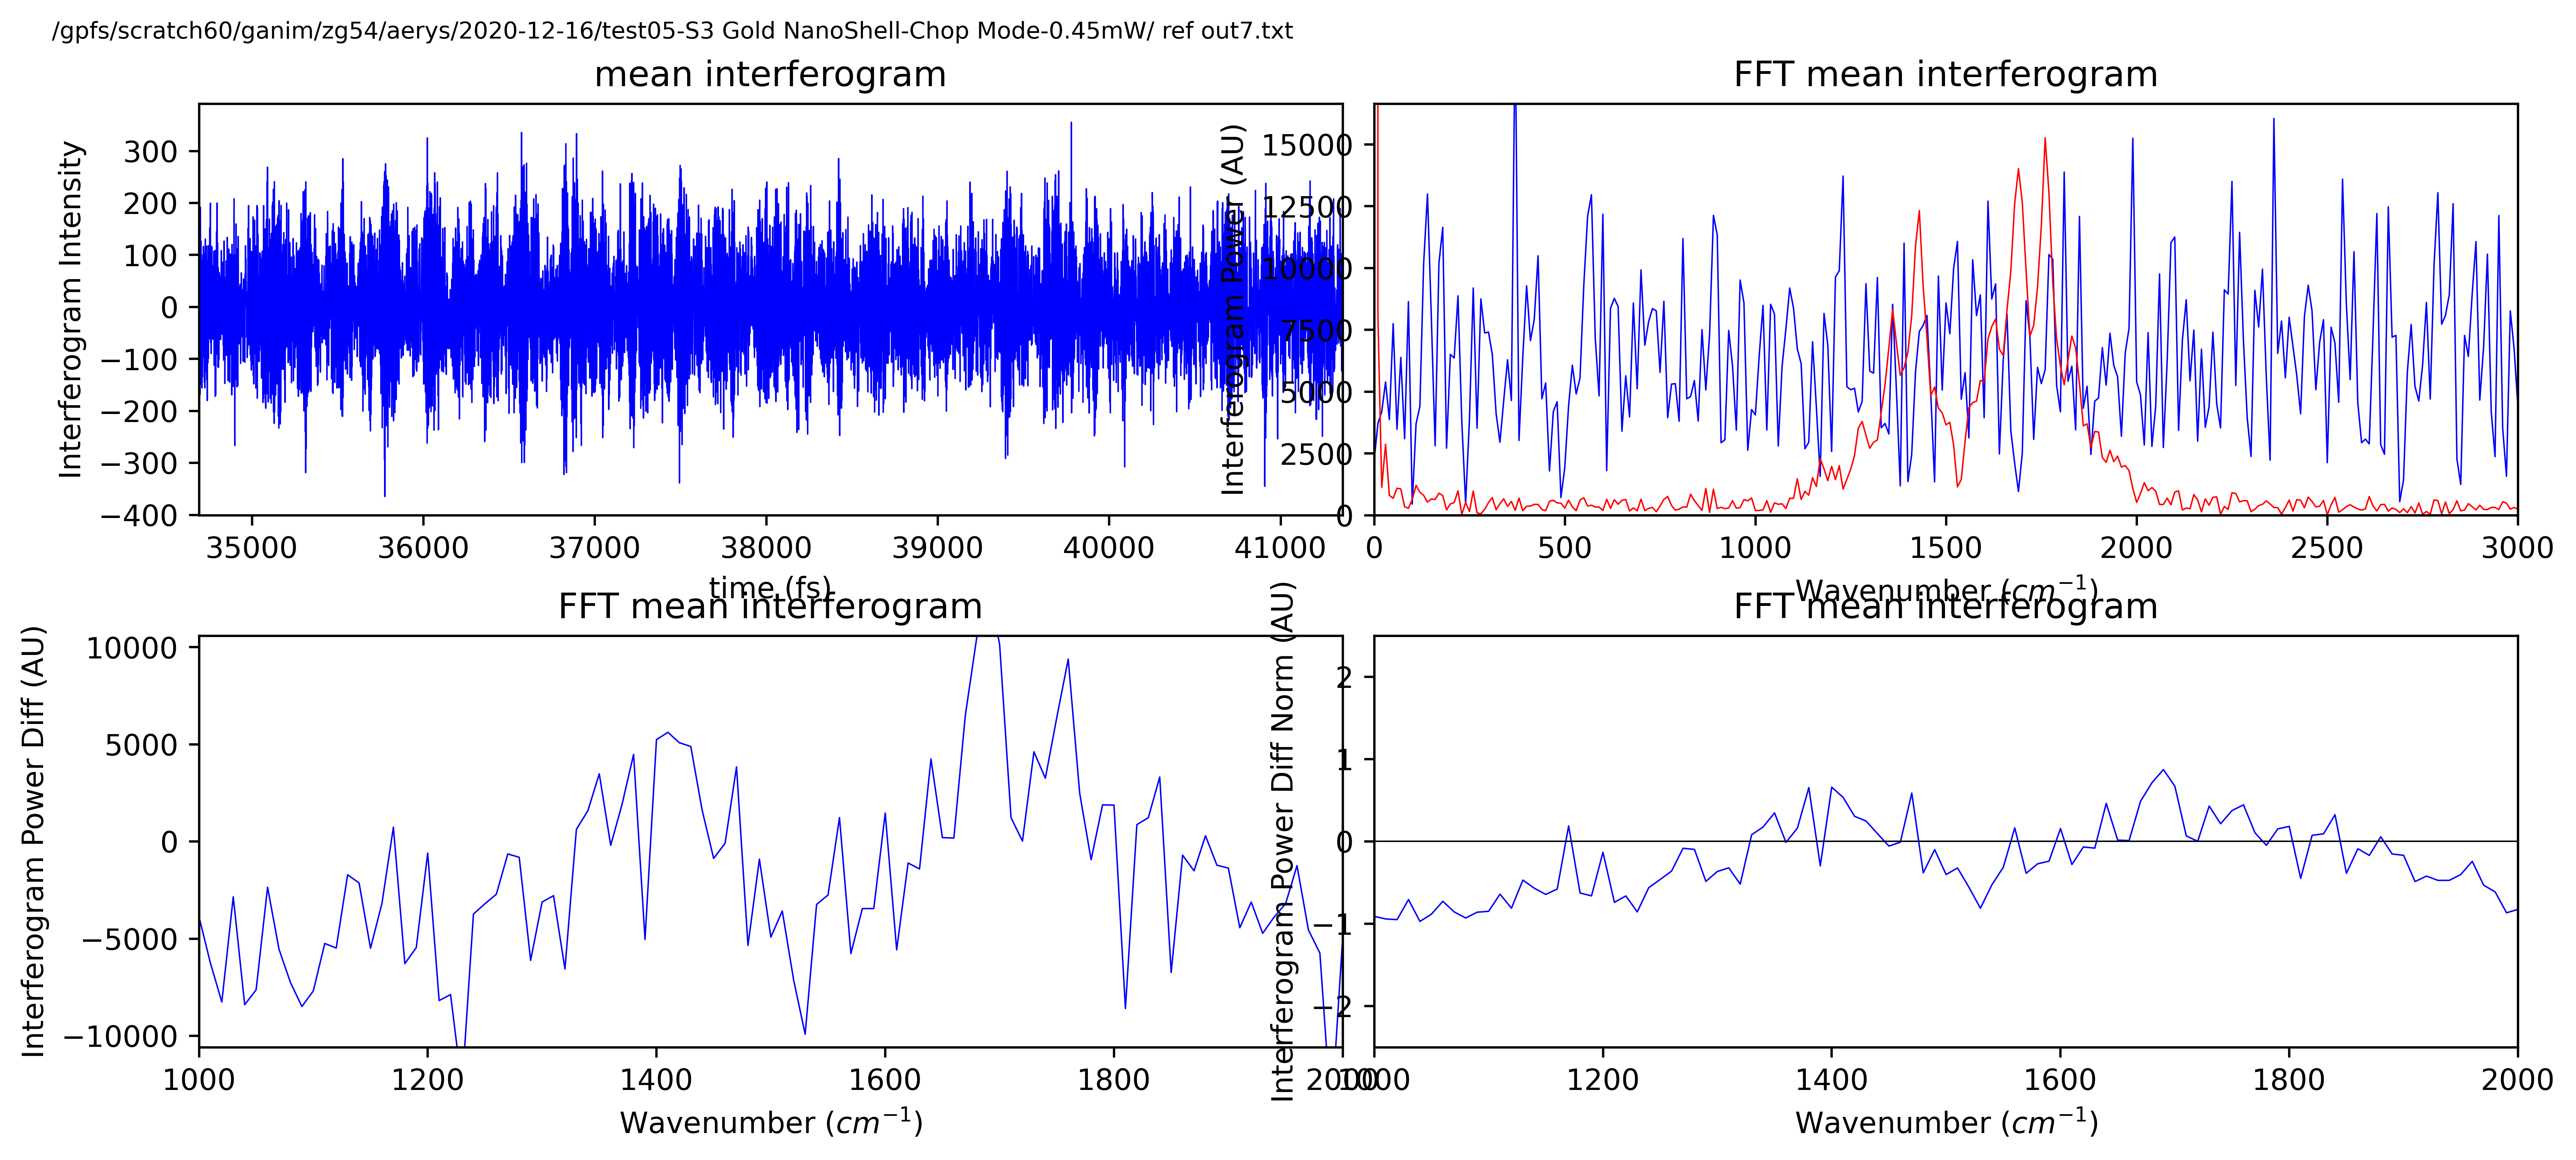 /gpfs/scratch60/ganim/zg54/aerys/2020-12-16/test05-S3 Gold NanoShell-Chop Mode-0.45mW/ ref out7.txt
mean interferogram
Interferogram Intensity
300
200
100
0
−100
−200
−300
−400
35000 36000 37000 38000 39000 40000 41000
time (fs)
FFT mean interferogram
Interferogram Power (AU)
15000
12500
10000
7500
5000
2500
0
0 500 1000 1500 2000 2500 3000
Wavenumber (cm⁻¹)
FFT mean interferogram
Interferogram Power Diff (AU)
10000
5000
0
−5000
−10000
1000 1200 1400 1600 1800 2000
Wavenumber (cm⁻¹)
FFT mean interferogram
Interferogram Power Diff Norm (AU)
2
1
0
−1
−2
1000 1200 1400 1600 1800 2000
Wavenumber (cm⁻¹)